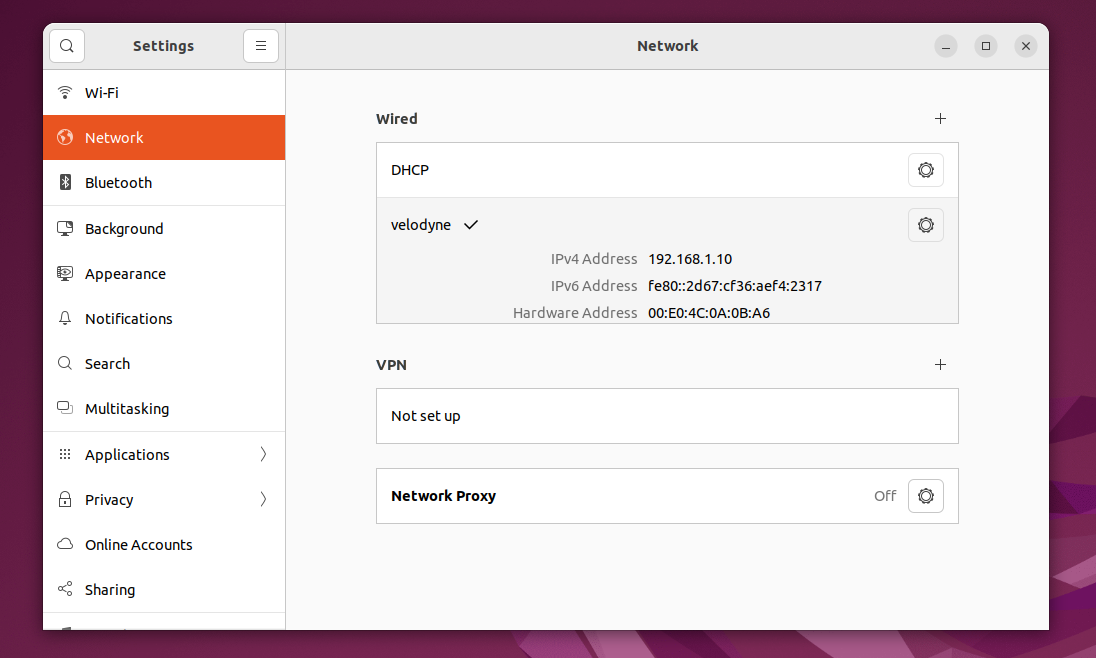 Settings
Network
Wi-Fi
Network
Bluetooth
Background
Appearance
Notifications
Search
Multitasking
Applications
Privacy
Online Accounts
Sharing
Wired
DHCP
velodyne
IPv4 Address 192.168.1.10
IPv6 Address fe80::2d67:cf36:aef4:2317
Hardware Address 00:E0:4C:0A:0B:A6
VPN
Not set up
Network Proxy Off